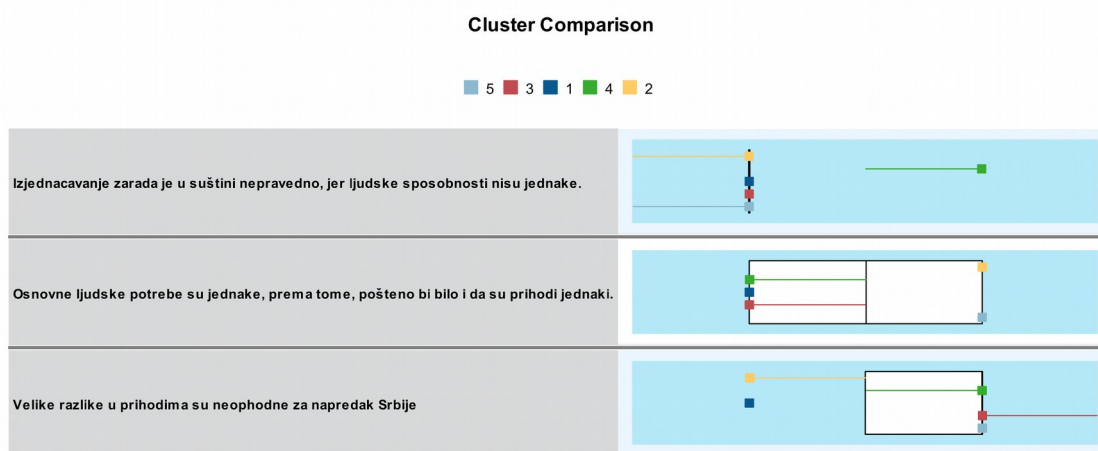 Cluster Comparison
5 3 1 4 2
Izjednacavanje zarada je u suštini nepravedno, jer ljudske sposobnosti nisu jednake.
Osnovne ljudske potrebe su jednake, prema tome, pošteno bi bilo i da su prihodi jednaki.
Velike razlike u prihodima su neophodne za napredak Srbije